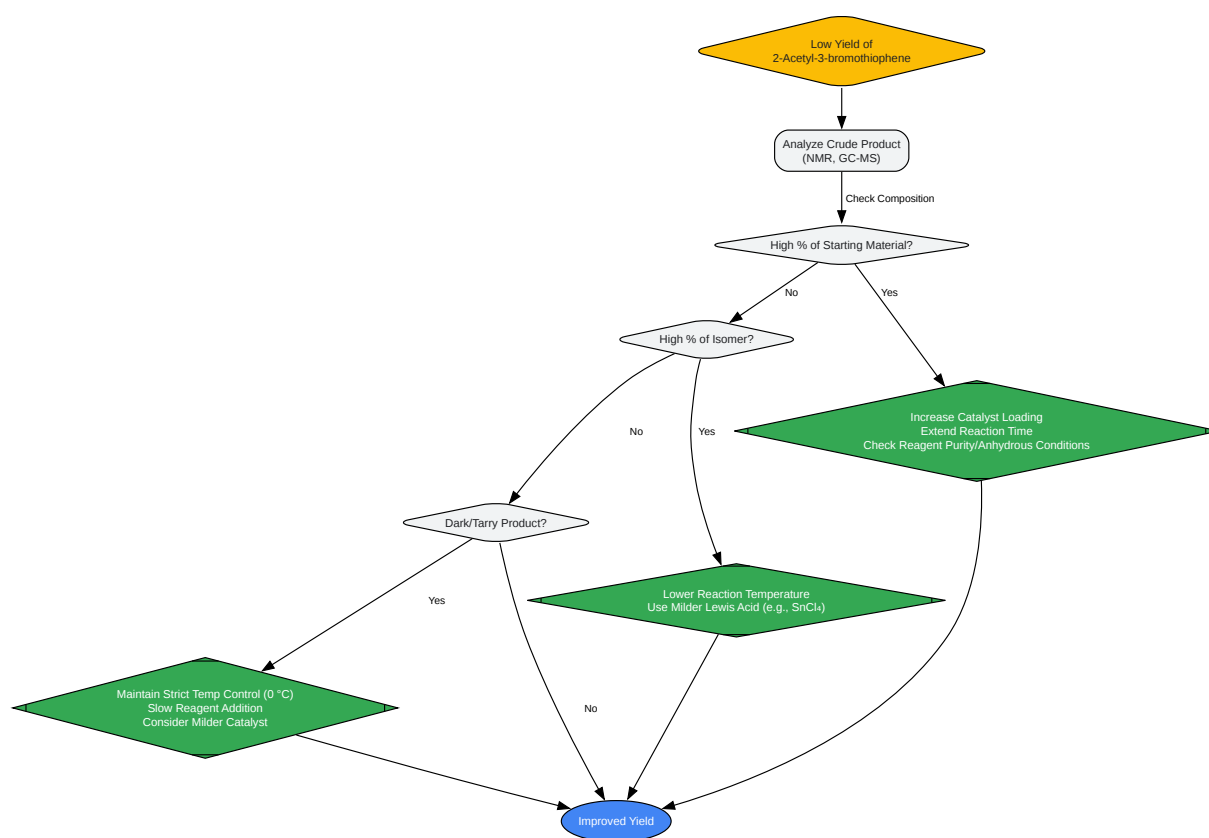 Low Yield of
2-Acetyl-3-bromothiophene
Analyze Crude Product
(NMR, GC-MS)
Check Composition
High % of Starting Material?
No
Yes
High % of Isomer?
Increase Catalyst Loading
Extend Reaction Time
Check Reagent Purity/Anhydrous Conditions
No
Yes
Dark/Tarry Product?
Lower Reaction Temperature
Use Milder Lewis Acid (e.g., SnCl₄)
Yes
Maintain Strict Temp Control (0 °C)
Slow Reagent Addition
Consider Milder Catalyst
No
Improved Yield